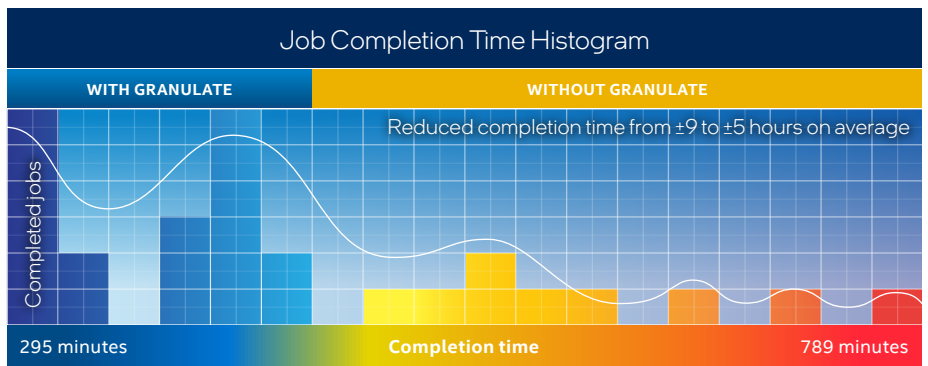 Job Completion Time Histogram
WITH GRANULATE
WITHOUT GRANULATE
Reduced completion time from ±9 to ±5 hours on average
Completed jobs
295 minutes
Completion time
789 minutes